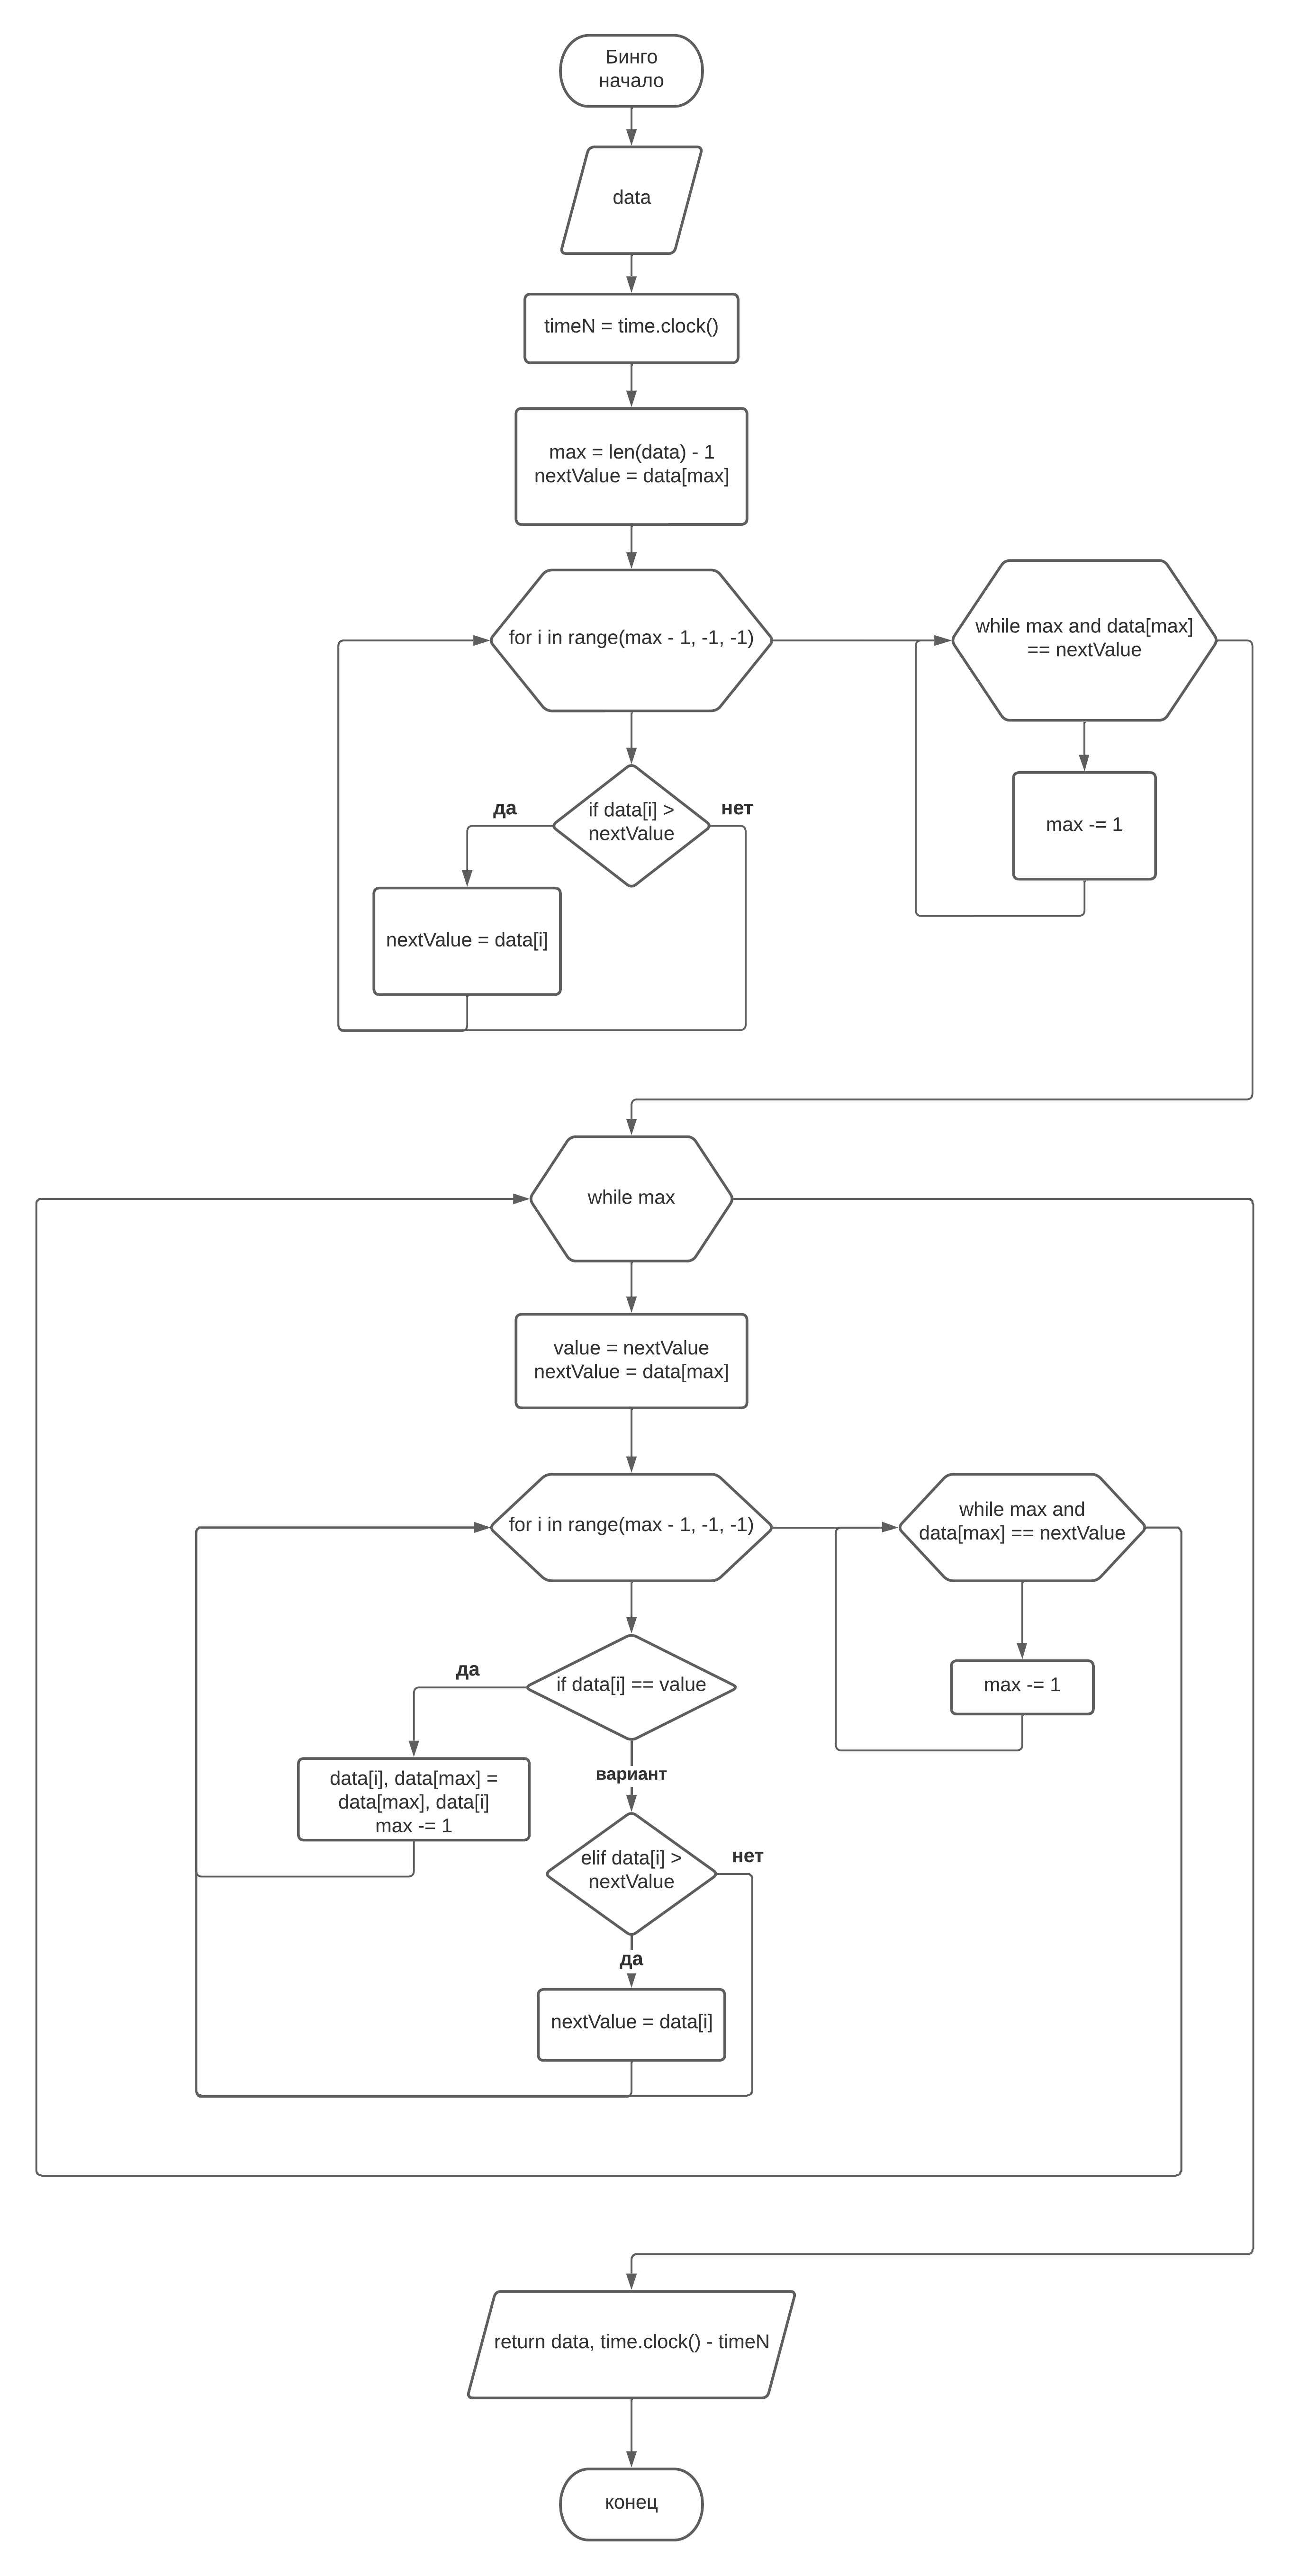 Бинго
начало
data
timeN = time.clock()
max = len(data) - 1
nextValue = data[max]
for i in range(max - 1, -1, -1)
while max and data[max]
== nextValue
да
if data[i] >
nextValue
нет
max -= 1
nextValue = data[i]
while max
value = nextValue
nextValue = data[max]
for i in range(max - 1, -1, -1)
while max and
data[max] == nextValue
да
if data[i] == value
max -= 1
вариант
data[i], data[max] =
data[max], data[i]
max -= 1
elif data[i] >
nextValue
нет
да
nextValue = data[i]
return data, time.clock() - timeN
конец